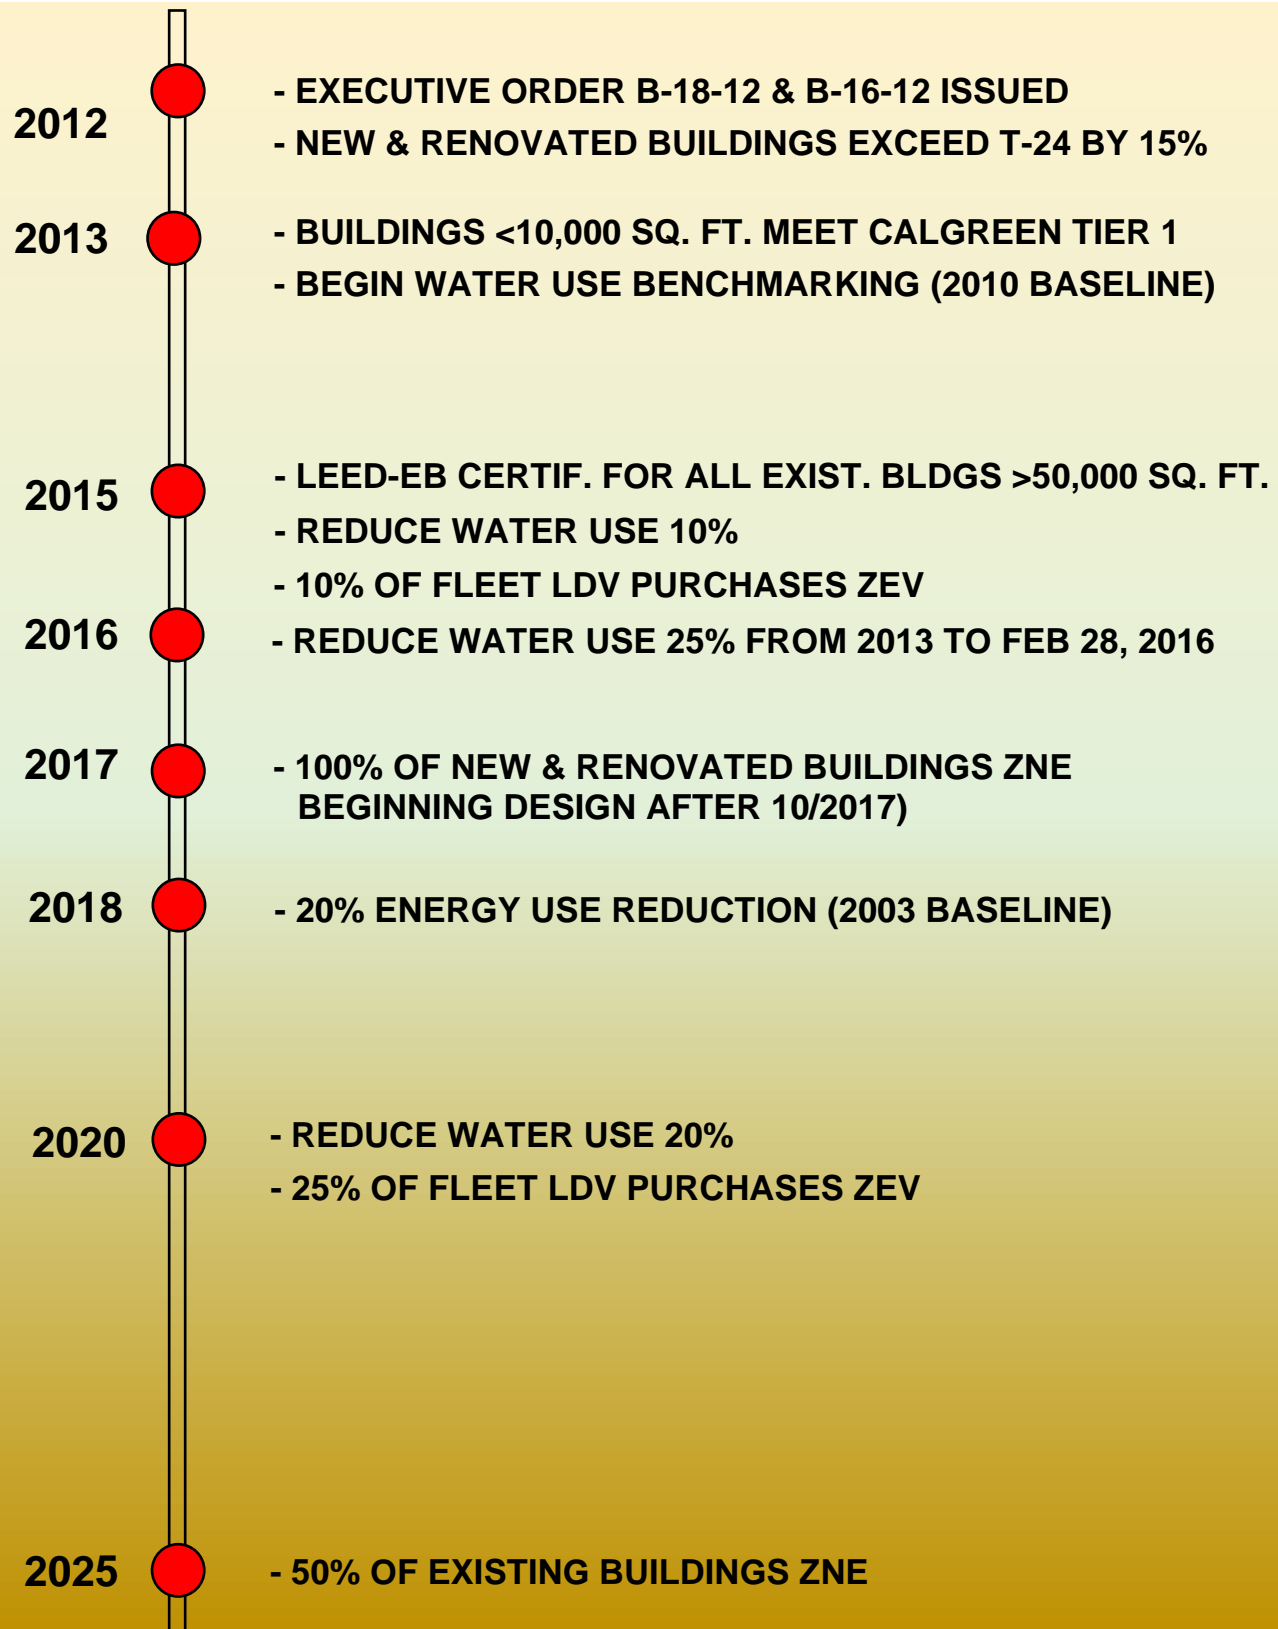 2012
- EXECUTIVE ORDER B-18-12 & B-16-12 ISSUED
- NEW & RENOVATED BUILDINGS EXCEED T-24 BY 15%
2013
- BUILDINGS <10,000 SQ. FT. MEET CALGREEN TIER 1
- BEGIN WATER USE BENCHMARKING (2010 BASELINE)
2015
- LEED-EB CERTIF. FOR ALL EXIST. BLDGS >50,000 SQ. FT.
- REDUCE WATER USE 10%
- 10% OF FLEET LDV PURCHASES ZEV
2016
- REDUCE WATER USE 25% FROM 2013 TO FEB 28, 2016
2017
- 100% OF NEW & RENOVATED BUILDINGS ZNE
BEGINNING DESIGN AFTER 10/2017)
2018
- 20% ENERGY USE REDUCTION (2003 BASELINE)
2020
- REDUCE WATER USE 20%
- 25% OF FLEET LDV PURCHASES ZEV
2025
- 50% OF EXISTING BUILDINGS ZNE